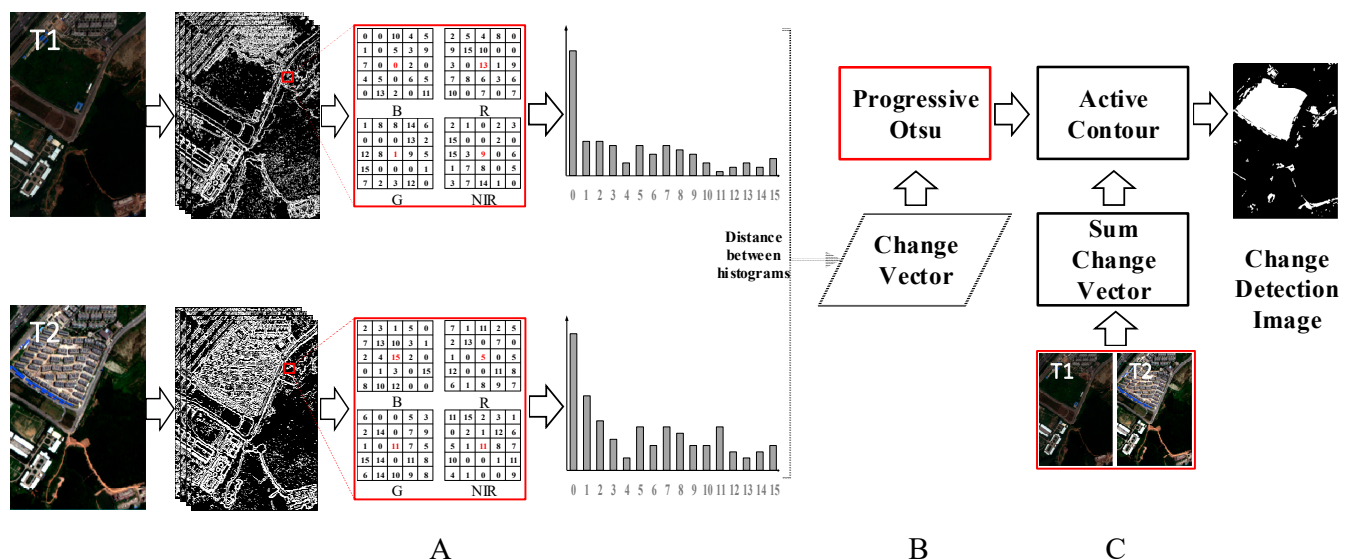 T1
0 0 10 4 5
1 0 5 3 9
7 0 0 2 0
4 5 0 6 5
0 13 2 0 11
B
2 5 4 8 0
9 15 10 0 0
3 0 13 1 9
7 8 6 3 6
10 0 7 0 7
R
1 8 8 14 6
0 0 0 13 2
12 8 1 9 5
15 0 0 0 1
7 2 3 12 0
G
2 1 0 2 3
15 0 0 2 0
15 3 9 0 6
1 7 8 0 5
3 7 14 1 0
NIR
0 1 2 3 4 5 6 7 8 9 10 11 12 13 14 15
T2
2 3 1 5 0
7 13 10 3 1
2 4 15 2 0
0 1 3 0 15
8 10 12 0 0
B
7 1 11 2 5
2 13 0 7 0
1 0 5 0 5
12 0 0 11 8
6 1 8 9 7
R
6 0 0 5 3
2 14 0 7 9
1 0 11 7 5
15 14 0 11 8
6 14 10 9 8
G
11 15 2 3 1
0 2 1 12 6
5 1 11 8 7
10 0 0 1 11
4 1 0 0 9
NIR
0 1 2 3 4 5 6 7 8 9 10 11 12 13 14 15
Distance
between
histograms
Progressive
Otsu
Change
Vector
Active
Contour
Sum
Change
Vector
T1
T2
Change
Detection
Image
A
B
C